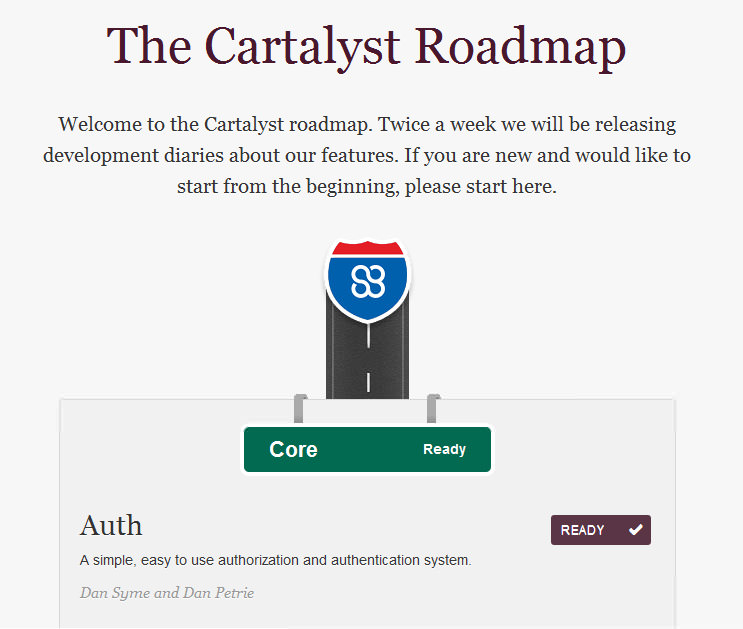 The Cartalyst Roadmap
Welcome to the Cartalyst roadmap. Twice a week we will be releasing
development diaries about our features. If you are new and would like to
start from the beginning, please start here.
Core Ready
Auth
READY
A simple, easy to use authorization and authentication system.
Dan Syme and Dan Petrie